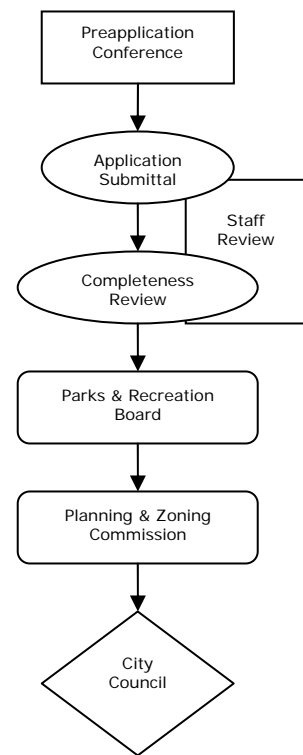 Preapplication
Conference
Application
Submittal
Staff
Review
Completeness
Review
Parks & Recreation
Board
Planning & Zoning
Commission
City
Council